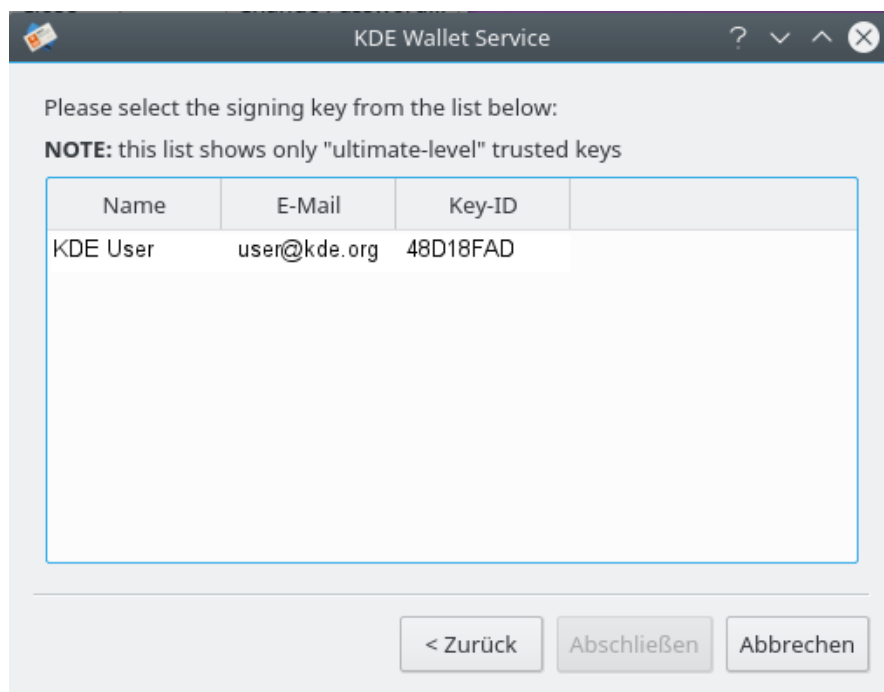 KDE Wallet Service
Please select the signing key from the list below:
NOTE: this list shows only "ultimate-level" trusted keys
Name E-Mail Key-ID
KDE User user@kde.org 48D18FAD
< Zurück Abschließen Abbrechen